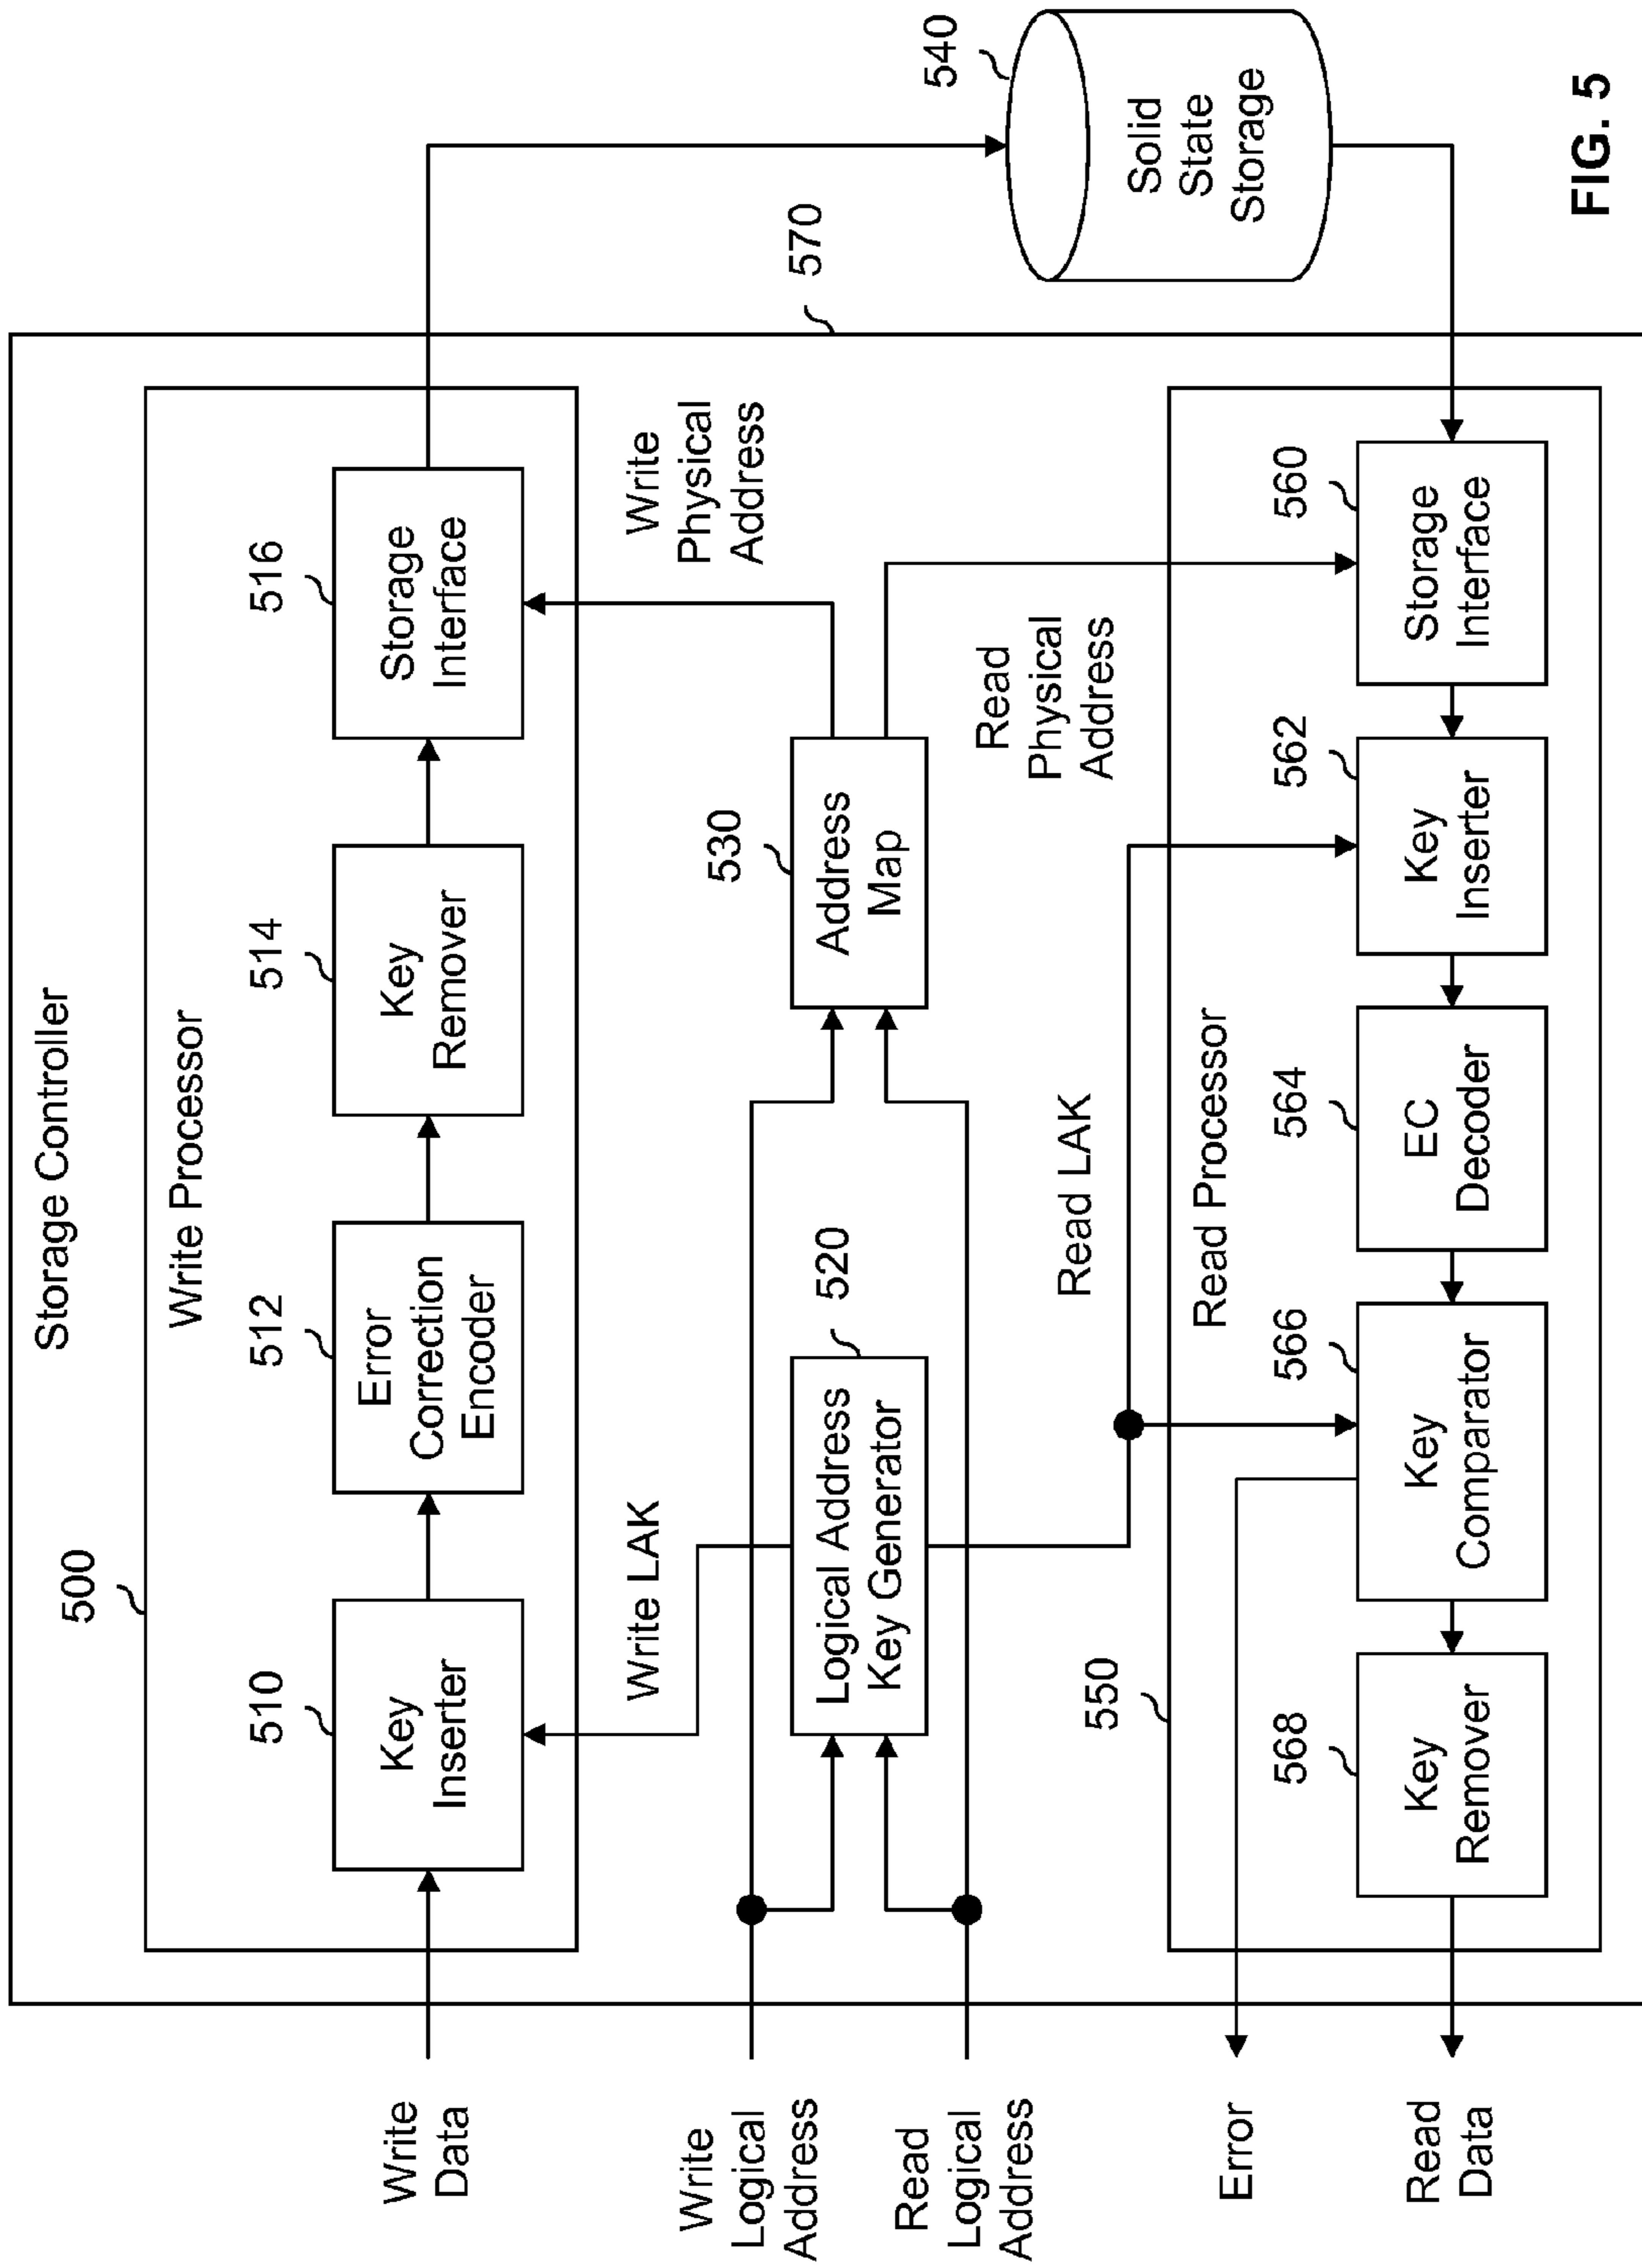 Storage Controller
500
Write Processor
510
512
514
516
Key
Inserter
Error
Correction
Encoder
Key
Remover
Storage
Interface
Write
Data
570
540
Solid
State
Storage
Write LAK
Write
Physical
Address
Write
Logical
Address
520
530
Logical Address
Key Generator
Address
Map
Read
Logical
Address
Read
Physical
Address
Read LAK
550
Read Processor
Error
568
566
564
562
560
Key
Remover
Key
Comparator
EC
Decoder
Key
Inserter
Storage
Interface
Read
Data
FIG. 5